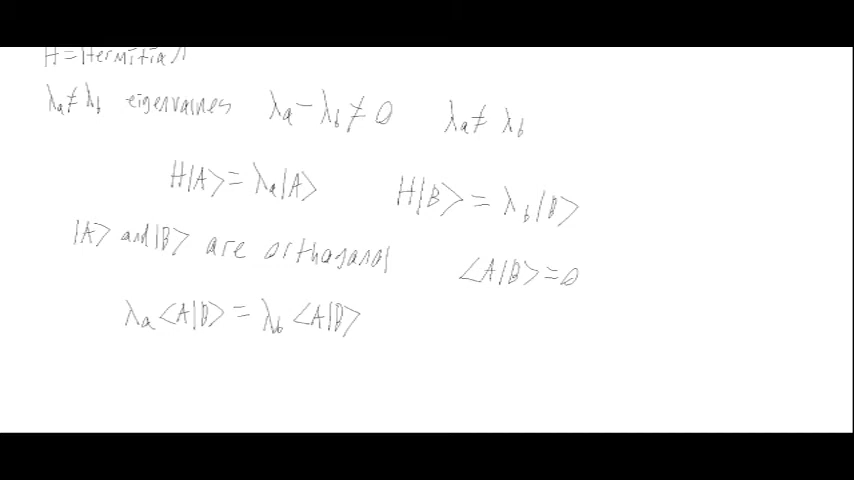 H = Hermitian
λa ≠ λb eigenvalues λa − λb ≠ 0 λa ≠ λb
H|A> = λa|A> H|B> = λb|B>
|A> and |B> are orthogonal <A|B> = 0
λa <A|B> = λb <A|B>